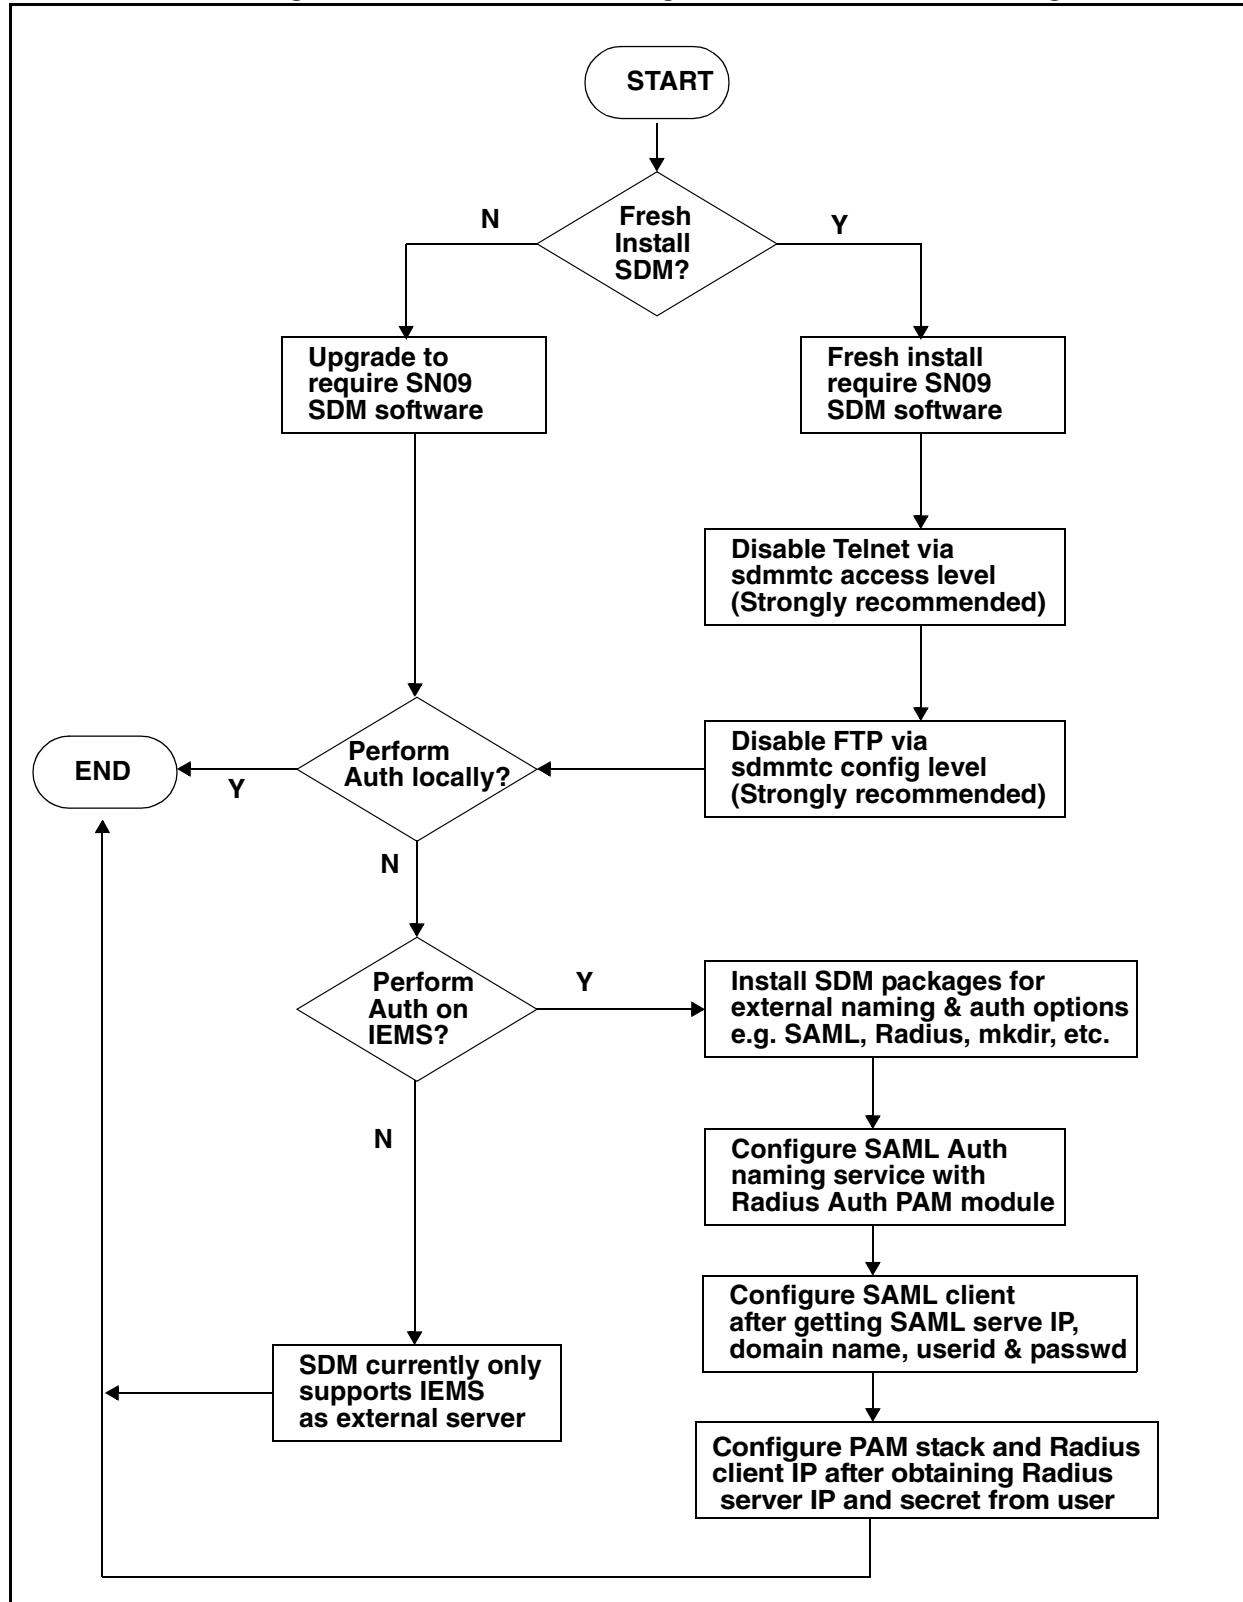 START
Fresh
Install
SDM?
N
Y
Upgrade to
require SN09
SDM software
Fresh install
require SN09
SDM software
Disable Telnet via
sdmmtc access level
(Strongly recommended)
Disable FTP via
sdmmtc config level
(Strongly recommended)
Perform
Auth locally?
Y
END
N
Perform
Auth on
IEMS?
Y
Install SDM packages for
external naming & auth options
e.g. SAML, Radius, mkdir, etc.
N
Configure SAML Auth
naming service with
Radius Auth PAM module
Configure SAML client
after getting SAML serve IP,
domain name, userid & passwd
SDM currently only
supports IEMS
as external server
Configure PAM stack and Radius
client IP after obtaining Radius
server IP and secret from user